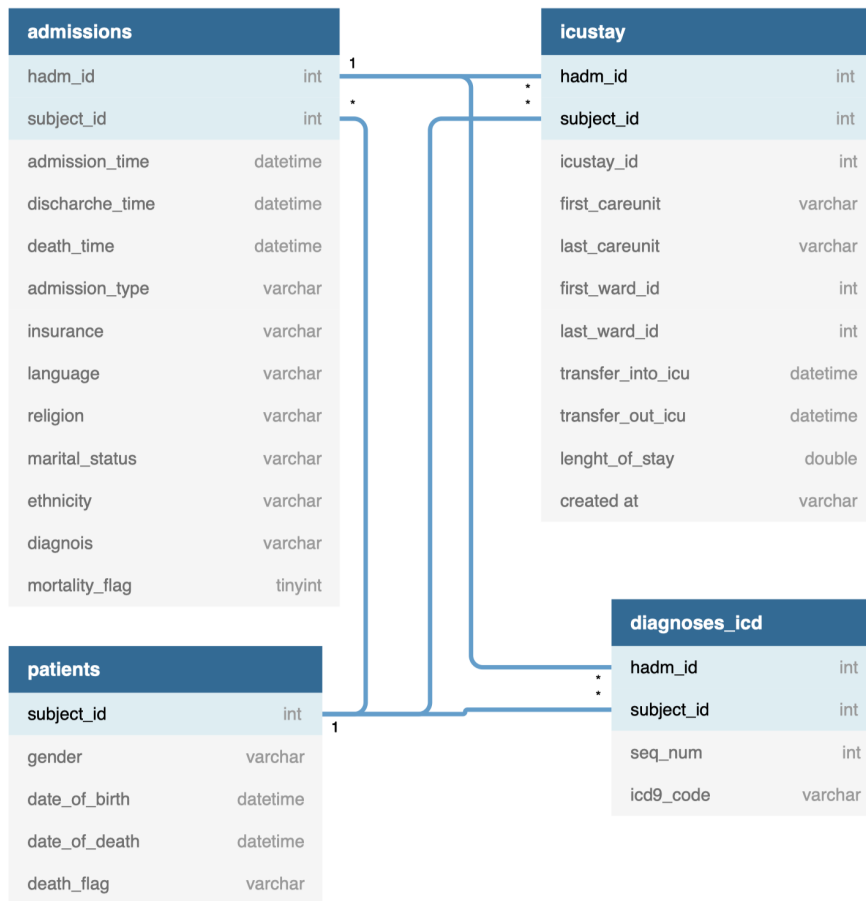 admissions
hadm_id int
subject_id int
admission_time datetime
discharche_time datetime
death_time datetime
admission_type varchar
insurance varchar
language varchar
religion varchar
marital_status varchar
ethnicity varchar
diagnois varchar
mortality_flag tinyint
1
*
icustay
hadm_id int
subject_id int
icustay_id int
first_careunit varchar
last_careunit varchar
first_ward_id int
last_ward_id int
transfer_into_icu datetime
transfer_out_icu datetime
lenght_of_stay double
created at varchar
*
*
patients
subject_id int
gender varchar
date_of_birth datetime
date_of_death datetime
death_flag varchar
1
diagnoses_icd
hadm_id int
subject_id int
seq_num int
icd9_code varchar
*
*